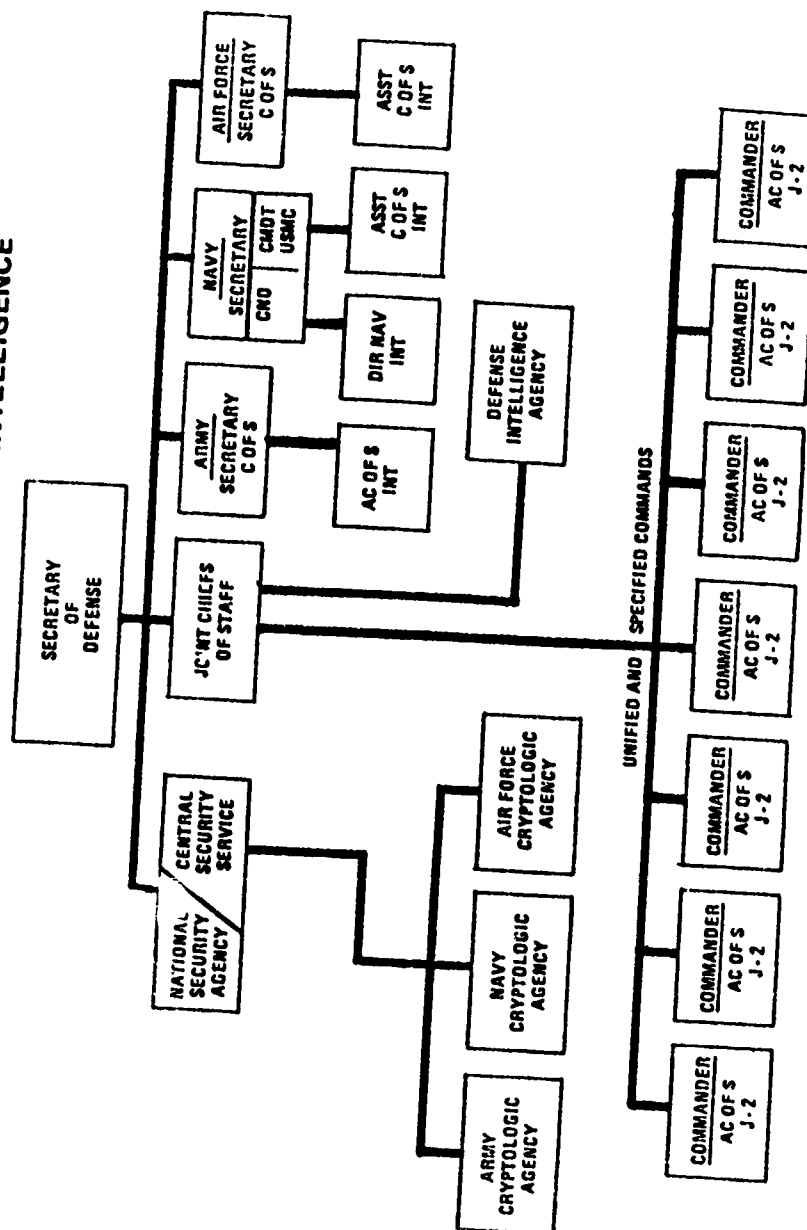 INTELLIGENCE
SECRETARY
OF
DEFENSE
NATIONAL
SECURITY
AGENCY
CENTRAL
SECURITY
SERVICE
JC'NT CHIEFS
OF STAFF
ARMY
SECRETARY
C OF S
NAVY
SECRETARY
CNO
CMDT
USMC
AIR FORCE
SECRETARY
C OF S
AC OF S
INT
DIR NAV
INT
ASST
C OF S
INT
ASST
C OF S
INT
ARMY
CRYPTOLOGIC
AGENCY
NAVY
CRYPTOLOGIC
AGENCY
AIR FORCE
CRYPTOLOGIC
AGENCY
DEFENSE
INTELLIGENCE
AGENCY
UNIFIED AND SPECIFIED COMMANDS
COMMANDER
AC OF S
J-2
COMMANDER
AC OF S
J-2
COMMANDER
AC OF S
J-2
COMMANDER
AC OF S
J-2
COMMANDER
AC OF S
J-2
COMMANDER
AC OF S
J-2
COMMANDER
AC OF S
J-2